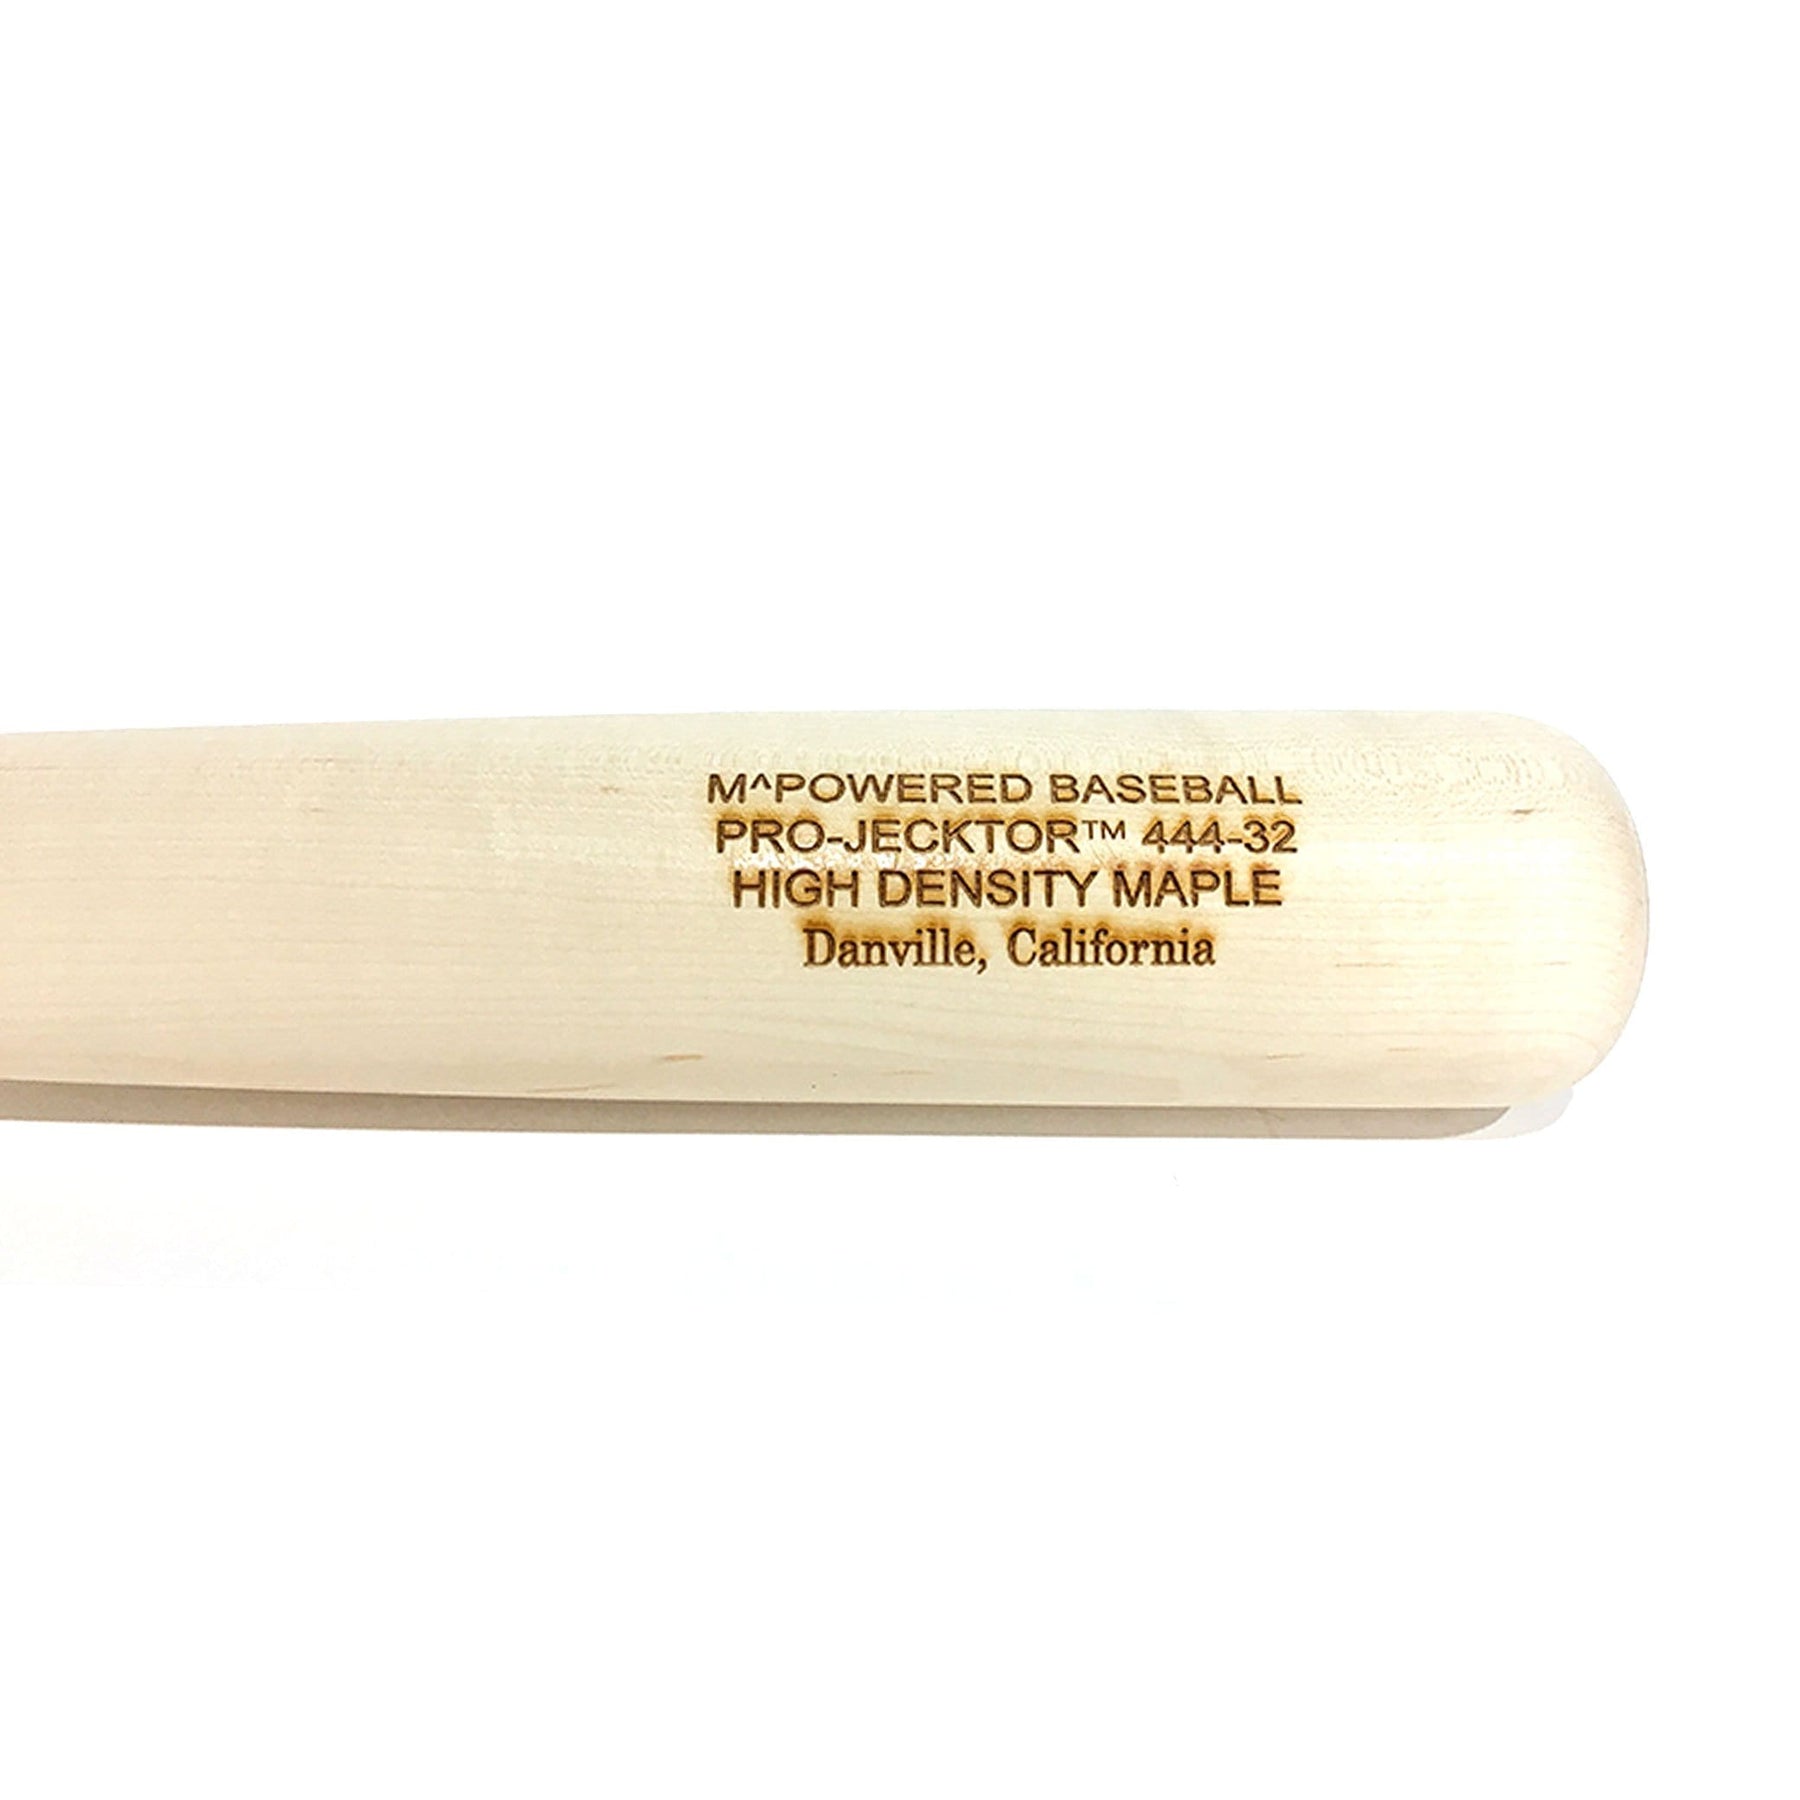 M^POWERED BASEBALL
PRO-JECKTOR™ 444-32
HIGH DENSITY MAPLE
Danville, California